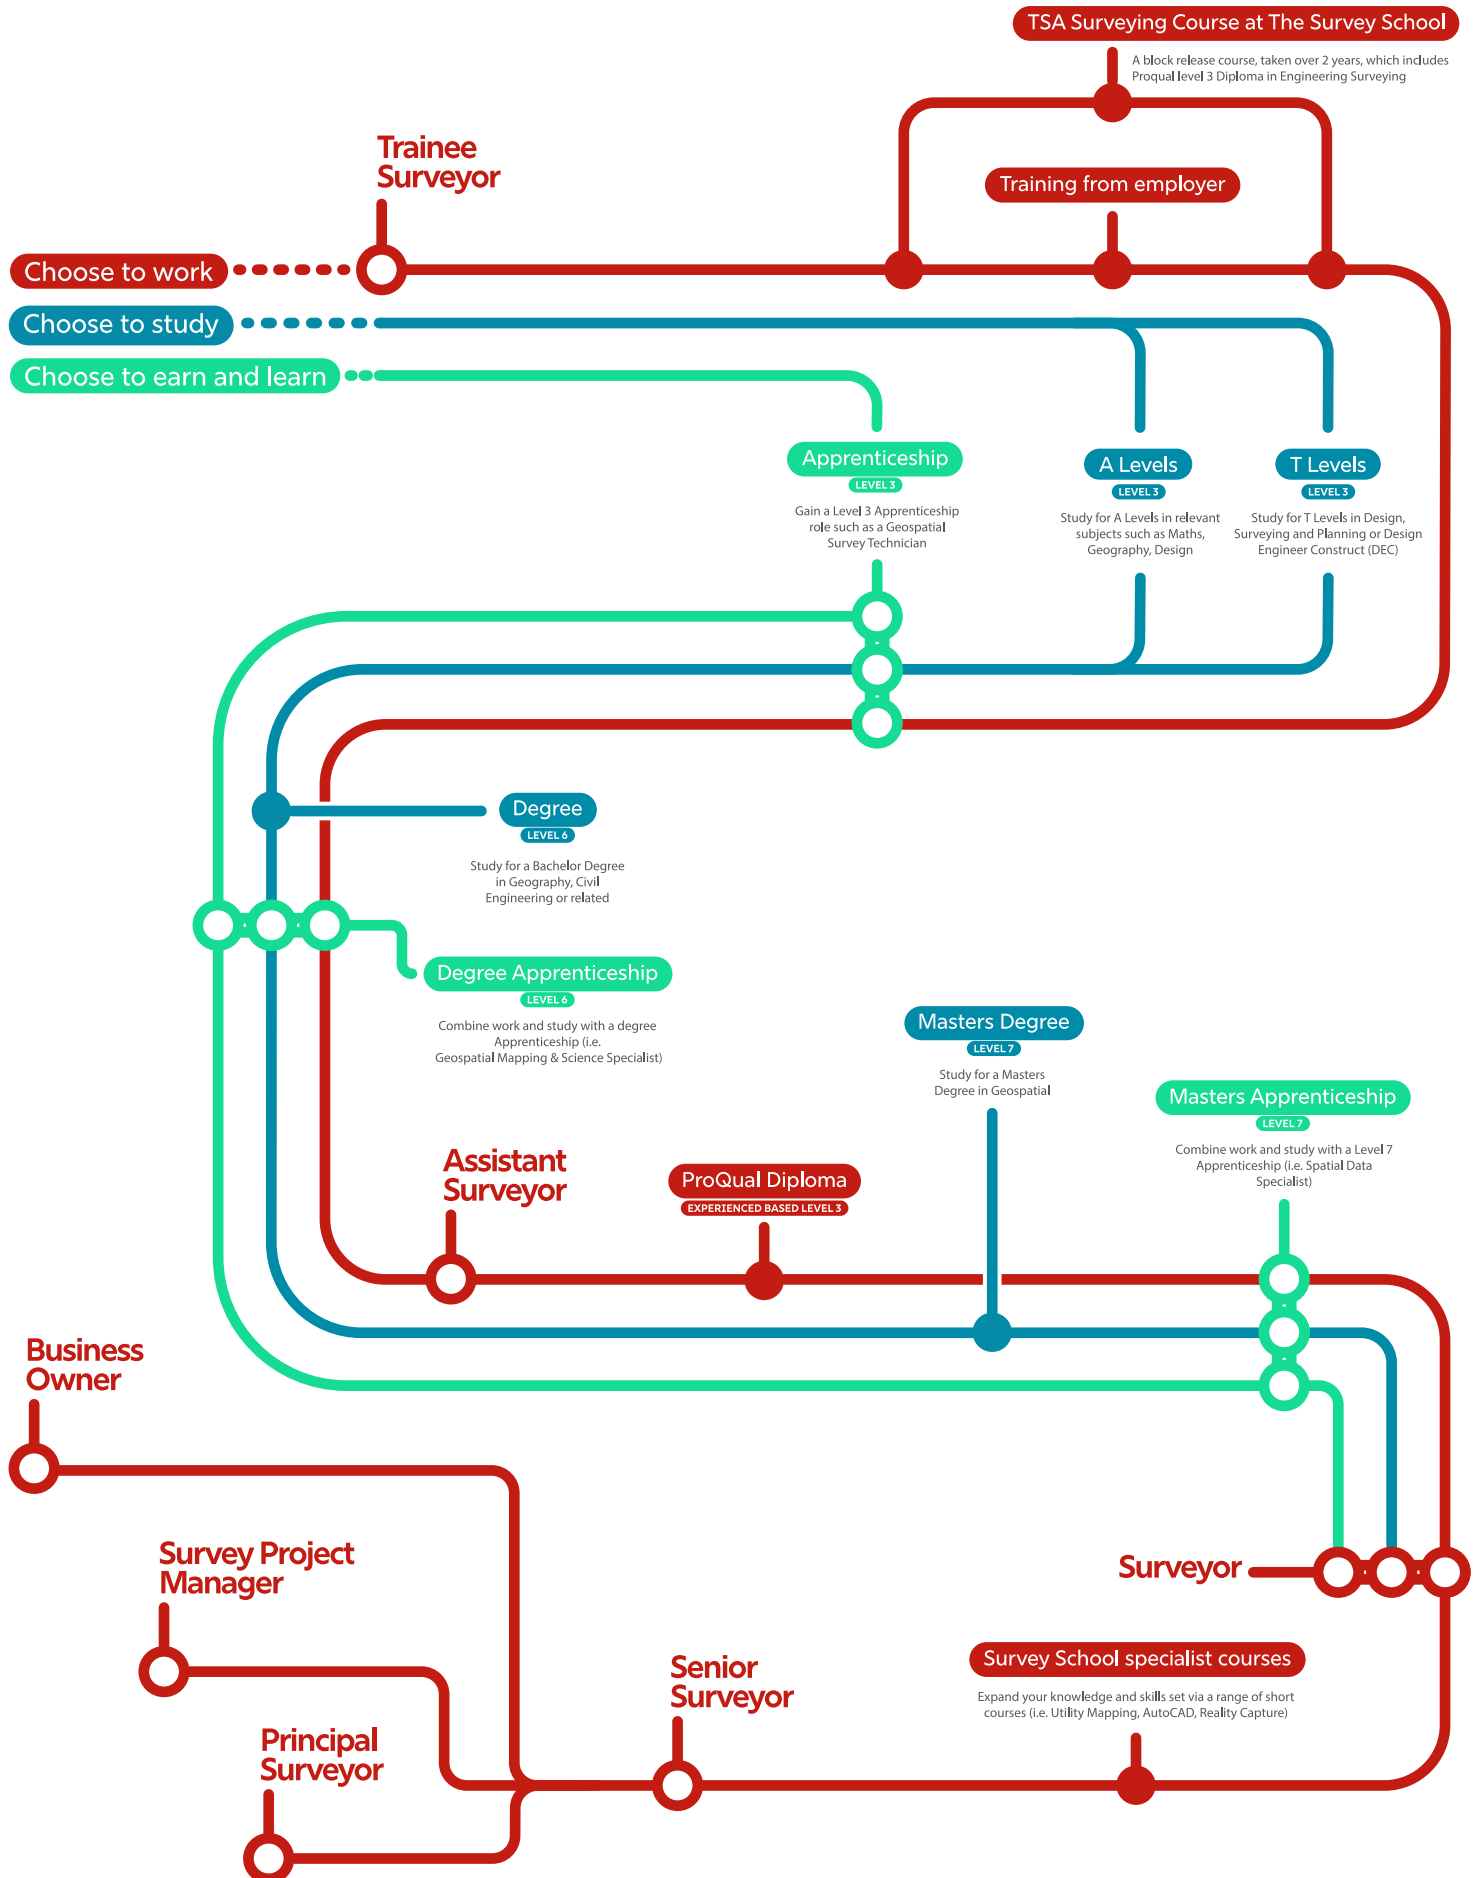 TSA Surveying Course at The Survey School
A block release course, taken over 2 years, which includes
Proqual level 3 Diploma in Engineering Surveying
Trainee
Surveyor
Training from employer
Choose to work
Choose to study
Choose to earn and learn
Apprenticeship
LEVEL 3
Gain a Level 3 Apprenticeship
role such as a Geospatial
Survey Technician
A Levels
LEVEL 3
Study for A Levels in relevant
subjects such as Maths,
Geography, Design
T Levels
LEVEL 3
Study for T Levels in Design,
Surveying and Planning or Design
Engineer Construct (DEC)
Degree
LEVEL 6
Study for a Bachelor Degree
in Geography, Civil
Engineering or related
Degree Apprenticeship
LEVEL 6
Combine work and study with a degree
Apprenticeship (i.e.
Geospatial Mapping & Science Specialist)
Masters Degree
LEVEL 7
Study for a Masters
Degree in Geospatial
Masters Apprenticeship
LEVEL 7
Combine work and study with a Level 7
Apprenticeship (i.e. Spatial Data
Specialist)
Assistant
Surveyor
ProQual Diploma
EXPERIENCED BASED LEVEL 3
Business
Owner
Survey Project
Manager
Surveyor
Survey School specialist courses
Expand your knowledge and skills set via a range of short
courses (i.e. Utility Mapping, AutoCAD, Reality Capture)
Senior
Surveyor
Principal
Surveyor